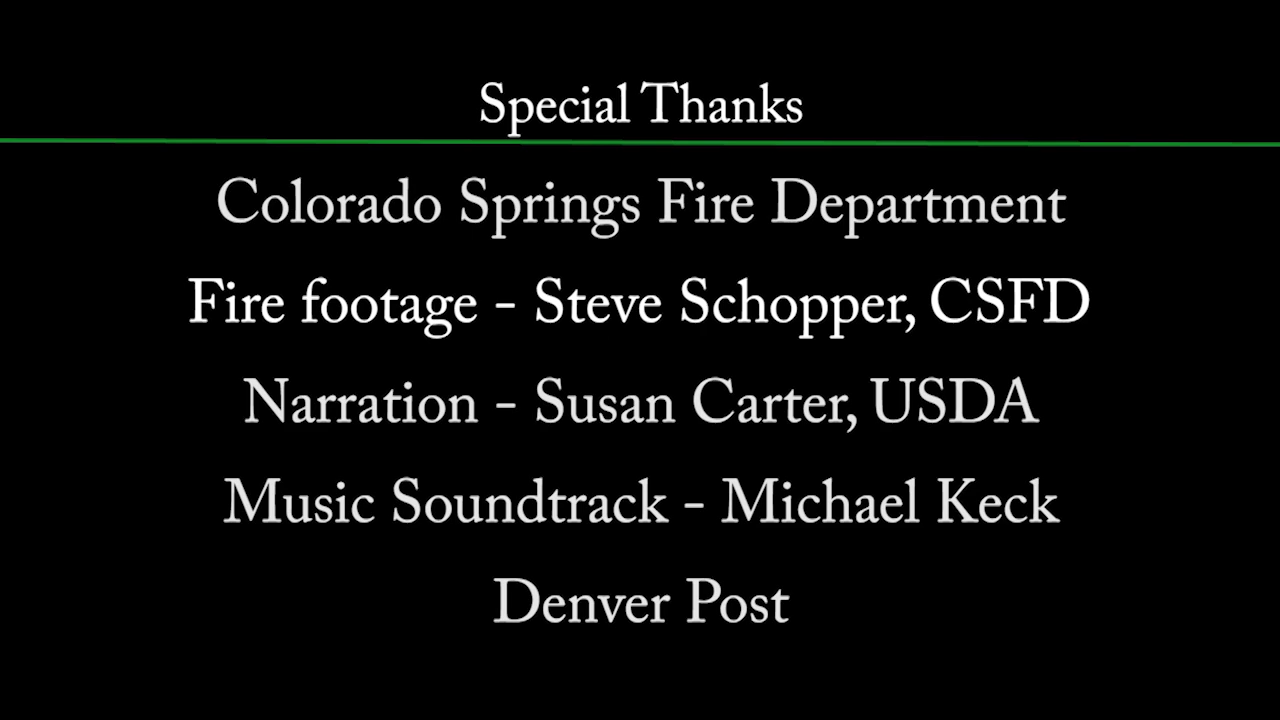 Special Thanks
Colorado Springs Fire Department
Fire footage - Steve Schopper, CSFD
Narration - Susan Carter, USDA
Music Soundtrack - Michael Keck
Denver Post